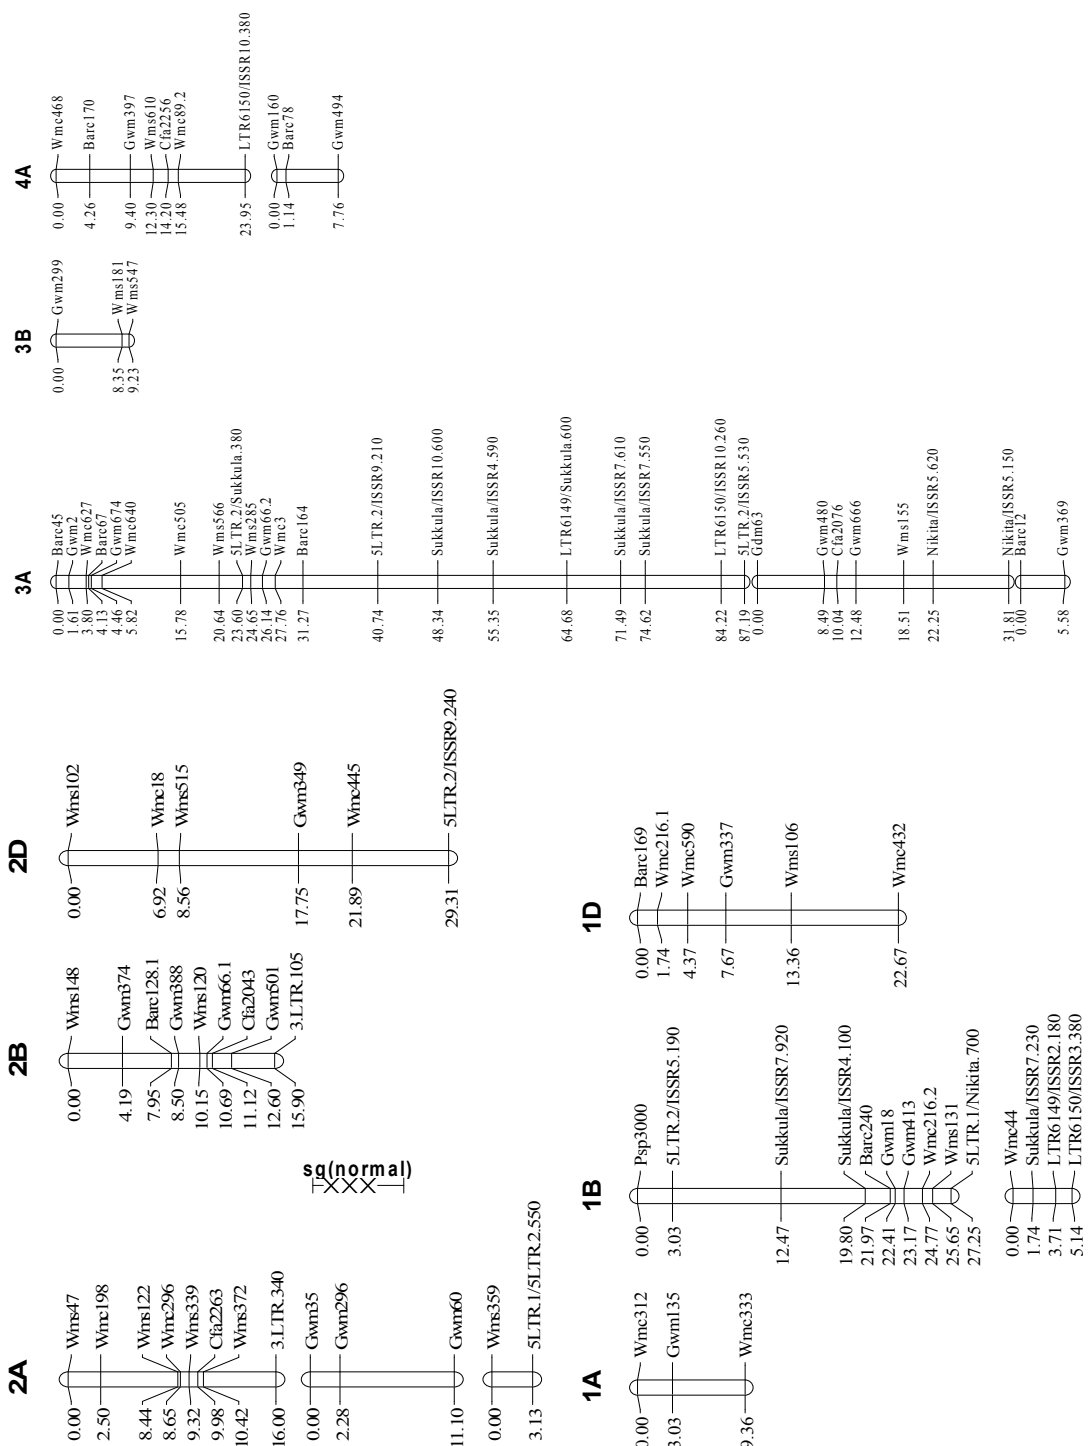 2A
0.00 Wms47
2.50 Wmc198
8.44 Wms122
8.65 Wmc296
9.32 Wms339
9.98 Cfa2263
10.42 Wms372
16.00 3.LTR.340
0.00 Gwm35
2.28 Gwm296
11.10 Gwm60
0.00 Wms359
3.13 5LTR.1/5LTR.2.550
sg(normal)
2B
0.00 Wms148
4.19 Gwm374
7.95 Barc128.1
8.50 Gwm388
10.15 Wms120
10.69 Gwm66.1
11.12 Cfa2043
12.60 Gwm501
15.90 3.LTR.105
2D
0.00 Wms102
6.92 Wmc18
8.56 Wms515
17.75 Gwm349
21.89 Wmc445
29.31 5LTR.2/ISSR9.240
3A
0.00 Barc45
1.61 Gwm2
3.80 Wmc627
4.13 Barc67
4.46 Gwm674
5.82 Wmc640
15.78 Wmc505
20.64 Wms566
23.60 5LTR.2/Sukkula.380
24.65 Wms285
26.14 Gwm66.2
27.76 Wmc3
31.27 Barc164
40.74 5LTR.2/ISSR9.210
48.34 Sukkula/ISSR10.600
55.35 Sukkula/ISSR4.590
64.68 LTR6149/Sukkula.600
71.49 Sukkula/ISSR7.610
74.62 Sukkula/ISSR7.550
84.22 LTR6150/ISSR10.260
87.19 5LTR.2/ISSR5.530
0.00 Gdm63
8.49 Gwm480
10.04 Cfa2076
12.48 Gwm666
18.51 Wms155
22.25 Nikita/ISSR5.620
31.81 Nikita/ISSR5.150
0.00 Barc12
5.58 Gwm369
3B
0.00 Gwm299
8.35 Wms181
9.23 Wms547
4A
0.00 Wmc468
4.26 Barc170
9.40 Gwm397
12.30 Wms610
14.20 Cfa2256
15.48 Wmc89.2
23.95 LTR6150/ISSR10.380
0.00 Gwm160
1.14 Barc78
7.76 Gwm494
1A
0.00 Wmc312
3.03 Gwm135
9.36 Wmc333
1B
0.00 Psp3000
3.03 5LTR.2/ISSR5.190
12.47 Sukkula/ISSR7.920
19.80 Sukkula/ISSR4.100
21.97 Barc240
22.41 Gwm18
23.17 Gwm413
24.77 Wmc216.2
25.65 Wms131
27.25 5LTR.1/Nikita.700
0.00 Wmc44
1.74 Sukkula/ISSR7.230
3.71 LTR6149/ISSR2.180
5.14 LTR6150/ISSR3.380
1D
0.00 Barc169
1.74 Wmc216.1
4.37 Wmc590
7.67 Gwm337
13.36 Wms106
22.67 Wmc432